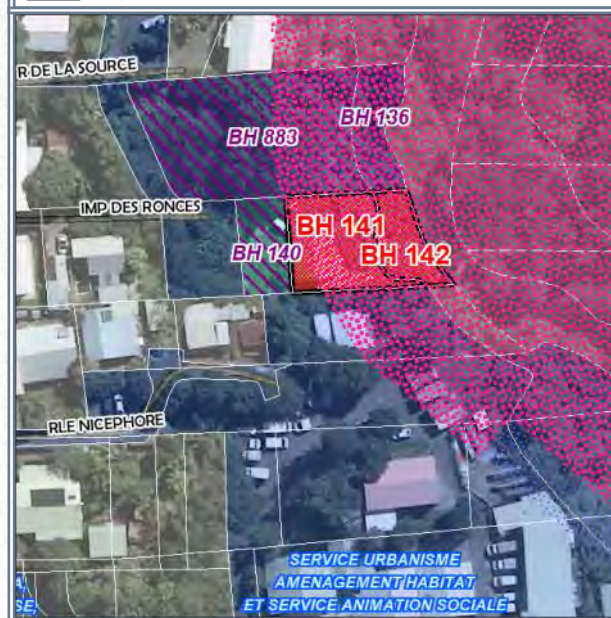 R DE LA SOURCE
BH 136
BH 883
IMP DES RONCES
BH 141
BH 140
BH 142
RLE NICEPHORE
SERVICE URBANISME
AMENAGEMENT HABITAT
ET SERVICE ANIMATION SOCIALE
SE,